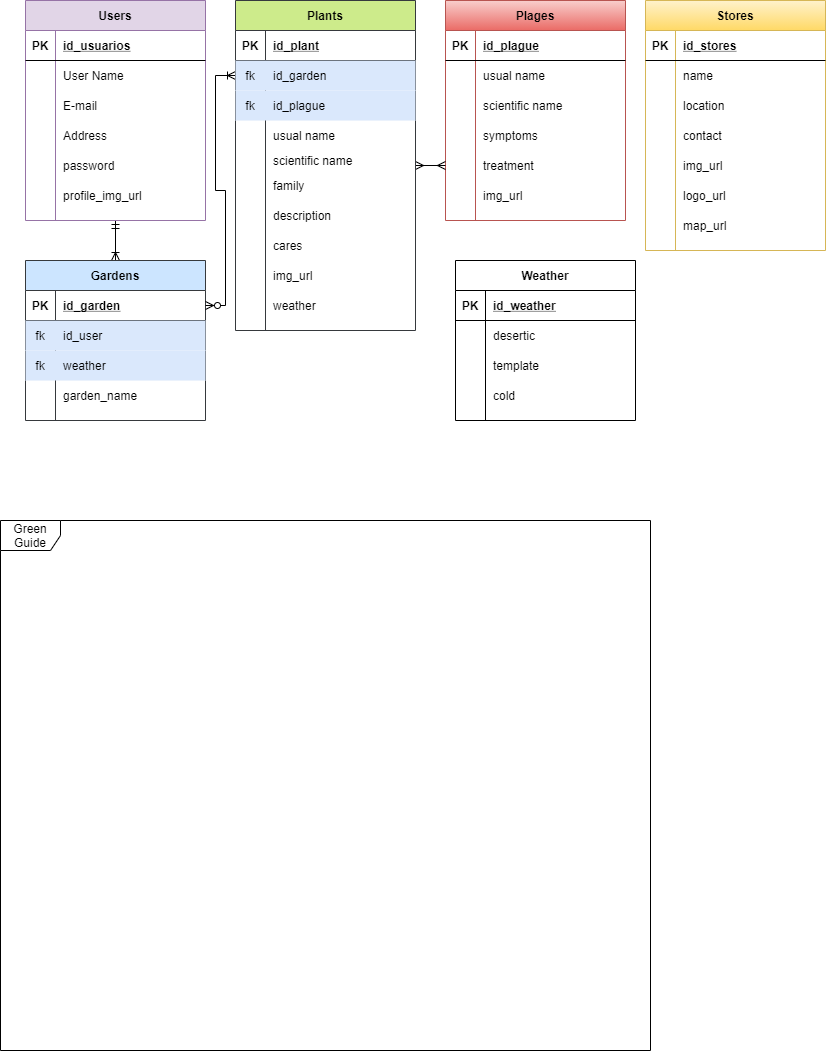 Users
PK id_usuarios
User Name
E-mail
Address
password
profile_img_url
Plants
PK id_plant
fk id_garden
fk id_plague
usual name
scientific name
family
description
cares
img_url
weather
Plages
PK id_plague
usual name
scientific name
symptoms
treatment
img_url
Stores
PK id_stores
name
location
contact
img_url
logo_url
map_url
Gardens
PK id_garden
fk id_user
fk weather
garden_name
Weather
PK id_weather
desertic
template
cold
Green
Guide